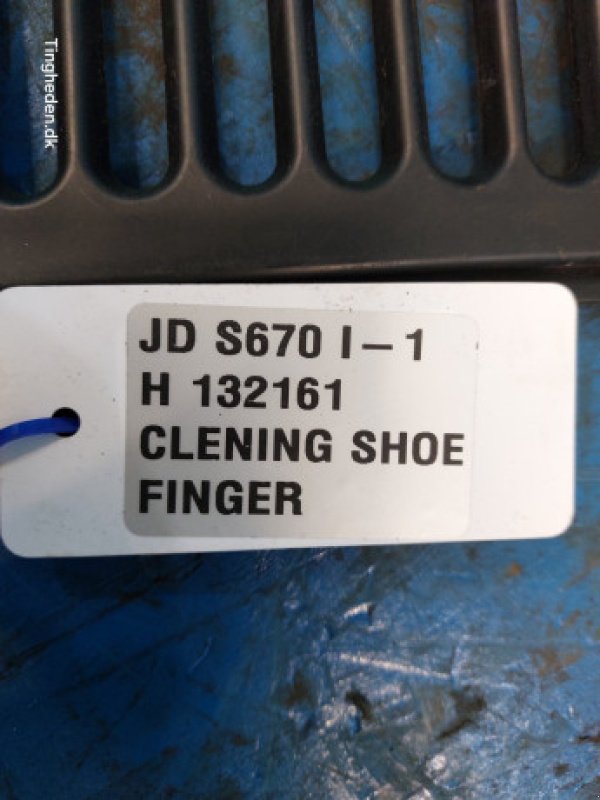 Tingheden.dk
JD S670 I-1
H 132161
CLENING SHOE
FINGER